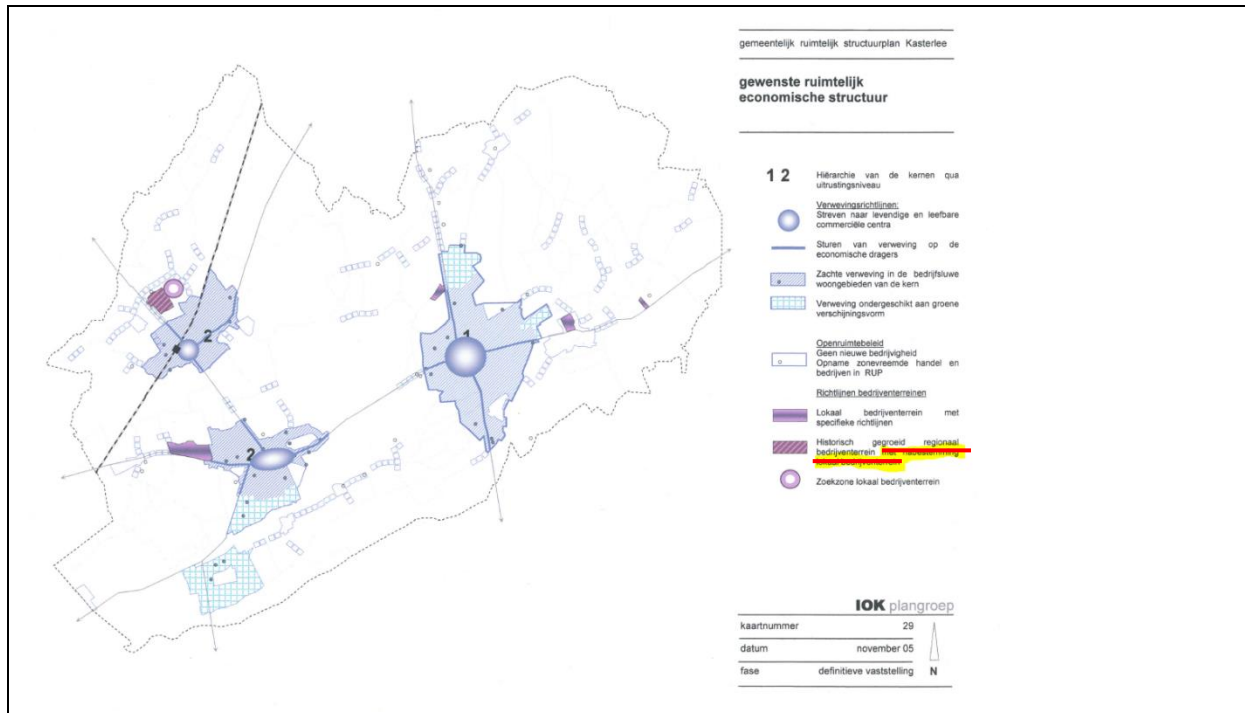 gemeentelijk ruimtelijk structuurplan Kasterlee
gewenste ruimtelijk
economische structuur
1 2
Hiërarchie van de kernen qua
uitrustingsniveau
Verwevingsrichtlijnen:
Streven naar levendige en leefbare
commerciële centra
Sturen van verweving op de
economische dragers
Zachte verweving in de bedrijfsluwe
woongebieden van de kern
Verweving ondergeschikt aan groene
verschijningsvorm
Openruimtebeleid
Geen nieuwe bedrijvigheid
Opname zonevreemde handel en
bedrijven in RUP
Richtlijnen bedrijventerreinen
Lokaal bedrijventerrein met
specifieke richtlijnen
Historisch gegroeid regionaal
bedrijventerrein met nabestemming
lokaal bedrijventerrein
Zoekzone lokaal bedrijventerrein
2
1
2
IOK plangroep
kaartnummer 29
datum november 05
fase definitieve vaststelling N